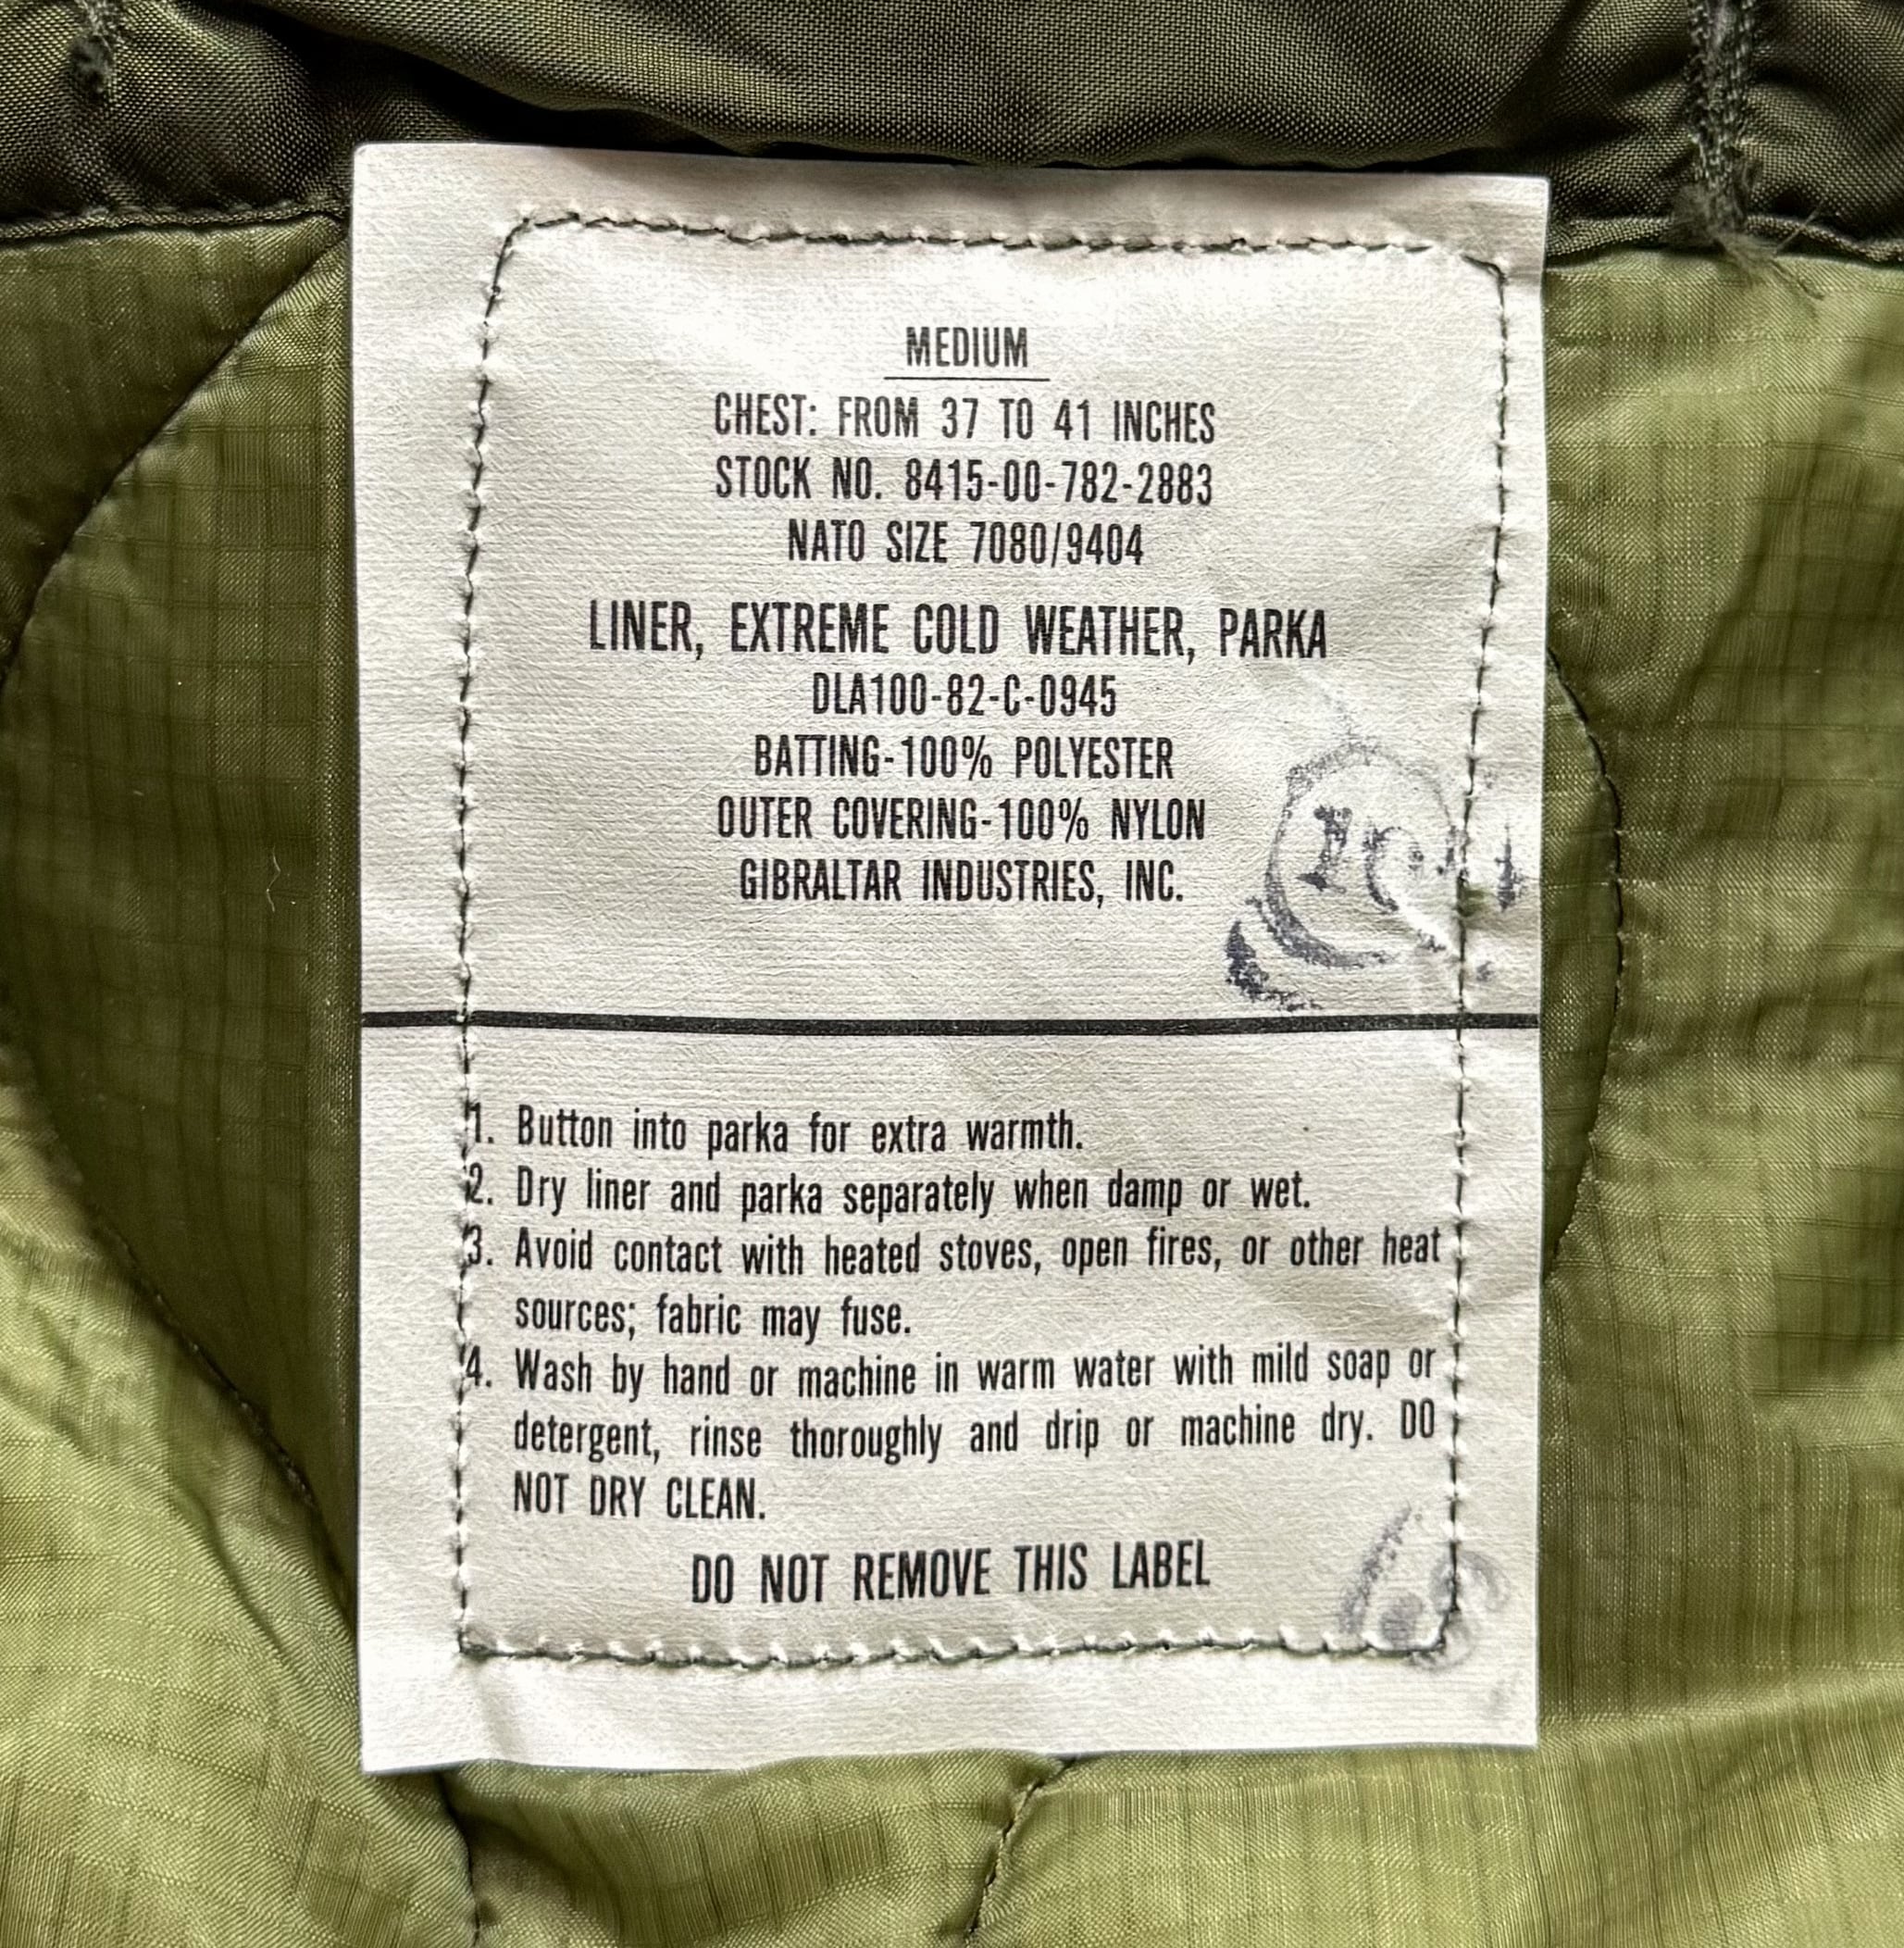 MEDIUM
CHEST: FROM 37 TO 41 INCHES
STOCK NO. 8415-00-782-2883
NATO SIZE 7080/9404
LINER, EXTREME COLD WEATHER, PARKA
DLA100-82-C-0945
BATTING-100% POLYESTER
OUTER COVERING-100% NYLON
GIBRALTAR INDUSTRIES, INC.
1. Button into parka for extra warmth.
2. Dry liner and parka separately when damp or wet.
3. Avoid contact with heated stoves, open fires, or other heat
sources; fabric may fuse.
4. Wash by hand or machine in warm water with mild soap or
detergent, rinse thoroughly and drip or machine dry. DO
NOT DRY CLEAN.
DO NOT REMOVE THIS LABEL